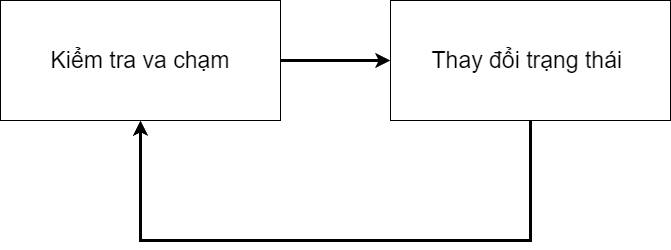 Kiểm tra va chạm
Thay đổi trạng thái